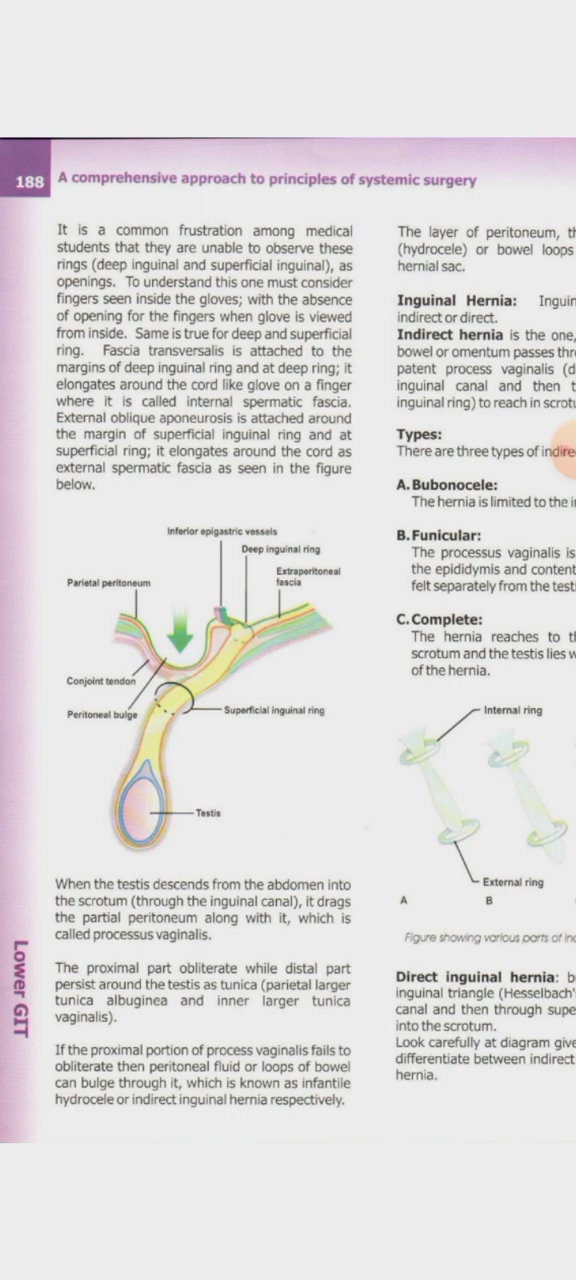 188 A comprehensive approach to principles of systemic surgery
It is a common frustration among medical
students that they are unable to observe these
rings (deep inguinal and superficial inguinal), as
openings. To understand this one must consider
fingers seen inside the gloves; with the absence
of opening for the fingers when glove is viewed
from inside. Same is true for deep and superficial
ring. Fascia transversalis is attached to the
margins of deep inguinal ring and at deep ring; it
elongates around the cord like glove on a finger
where it is called internal spermatic fascia.
External oblique aponeurosis is attached around
the margin of superficial inguinal ring and at
superficial ring; it elongates around the cord as
external spermatic fascia as seen in the figure
below.
Inferior epigastric vessels
Deep inguinal ring
Extraperitoneal
fascia
Parietal peritoneum
Conjoint tendon
Peritoneal bulge
Superficial inguinal ring
Testis
When the testis descends from the abdomen into
the scrotum (through the inguinal canal), it drags
the partial peritoneum along with it, which is
called processus vaginalis.
The proximal part obliterate while distal part
persist around the testis as tunica (parietal larger
tunica albuginea and inner larger tunica
vaginalis).
If the proximal portion of process vaginalis fails to
obliterate then peritoneal fluid or loops of bowel
can bulge through it, which is known as infantile
hydrocele or indirect inguinal hernia respectively.
Lower GIT
The layer of peritoneum, th
(hydrocele) or bowel loops
hernial sac.
Inguinal Hernia: Inguin
indirect or direct.
Indirect hernia is the one,
bowel or omentum passes thr
patent process vaginalis (d
inguinal canal and then t
inguinal ring) to reach in scrotu
Types:
There are three types of indire
A. Bubonocele:
The hernia is limited to the i
B. Funicular:
The processus vaginalis is
the epididymis and content
felt separately from the testi
C. Complete:
The hernia reaches to th
scrotum and the testis lies w
of the hernia.
Internal ring
External ring
A B
Figure showing various parts of in
Direct inguinal hernia: b
inguinal triangle (Hesselbach'
canal and then through supe
into the scrotum.
Look carefully at diagram give
differentiate between indirect
hernia.